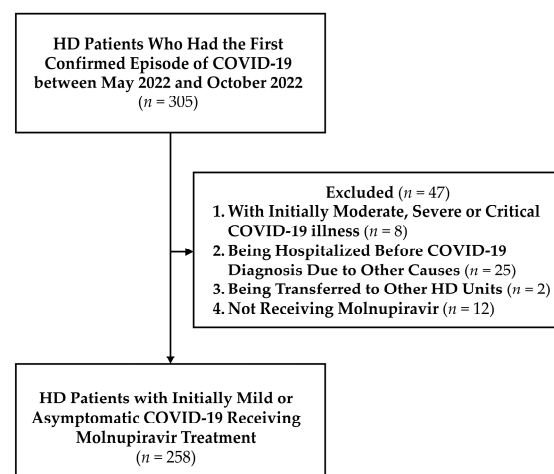 HD Patients Who Had the First
Confirmed Episode of COVID-19
between May 2022 and October 2022
(n = 305)
Excluded (n = 47)
1. With Initially Moderate, Severe or Critical
COVID-19 illness (n = 8)
2. Being Hospitalized Before COVID-19
Diagnosis Due to Other Causes (n = 25)
3. Being Transferred to Other HD Units (n = 2)
4. Not Receiving Molnupiravir (n = 12)
HD Patients with Initially Mild or
Asymptomatic COVID-19 Receiving
Molnupiravir Treatment
(n = 258)